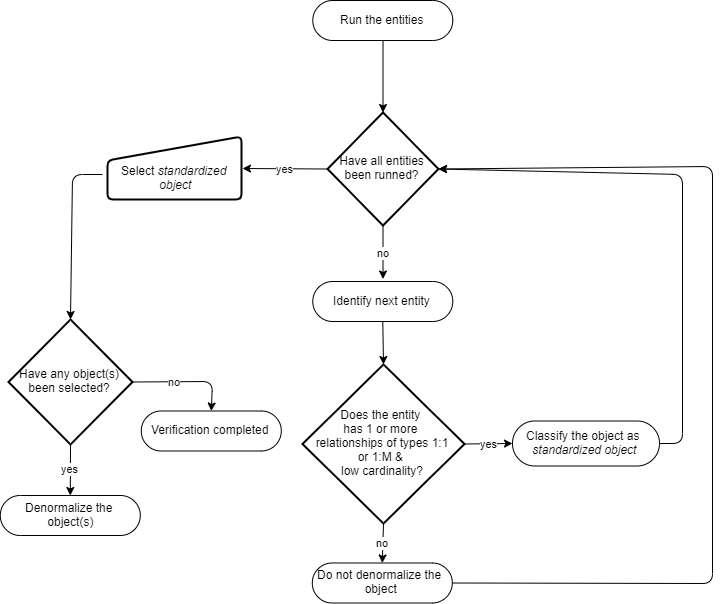 Run the entities
Have all entities
been runned?
yes
Select standardized
object
no
Identify next entity
Have any object(s)
been selected?
no
Verification completed
Does the entity
has 1 or more
relationships of types 1:1
or 1:M &
low cardinality?
yes
Classify the object as
standardized object
yes
Denormalize the
object(s)
no
Do not denormalize the
object